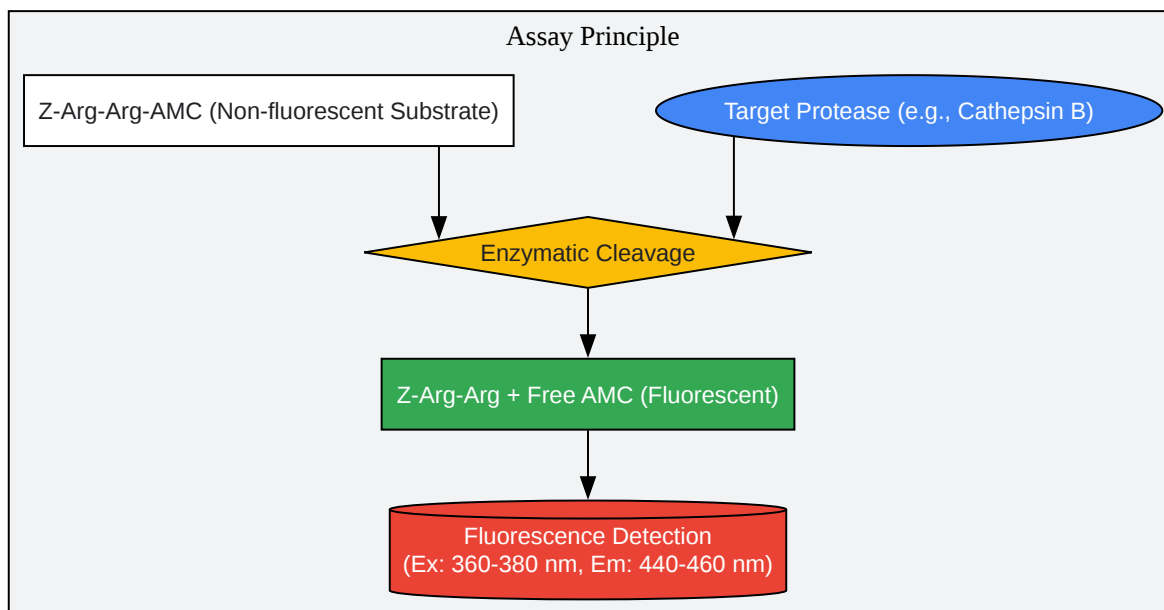 Assay Principle
Z-Arg-Arg-AMC (Non-fluorescent Substrate)
Target Protease (e.g., Cathepsin B)
Enzymatic Cleavage
Z-Arg-Arg + Free AMC (Fluorescent)
Fluorescence Detection
(Ex: 360-380 nm, Em: 440-460 nm)